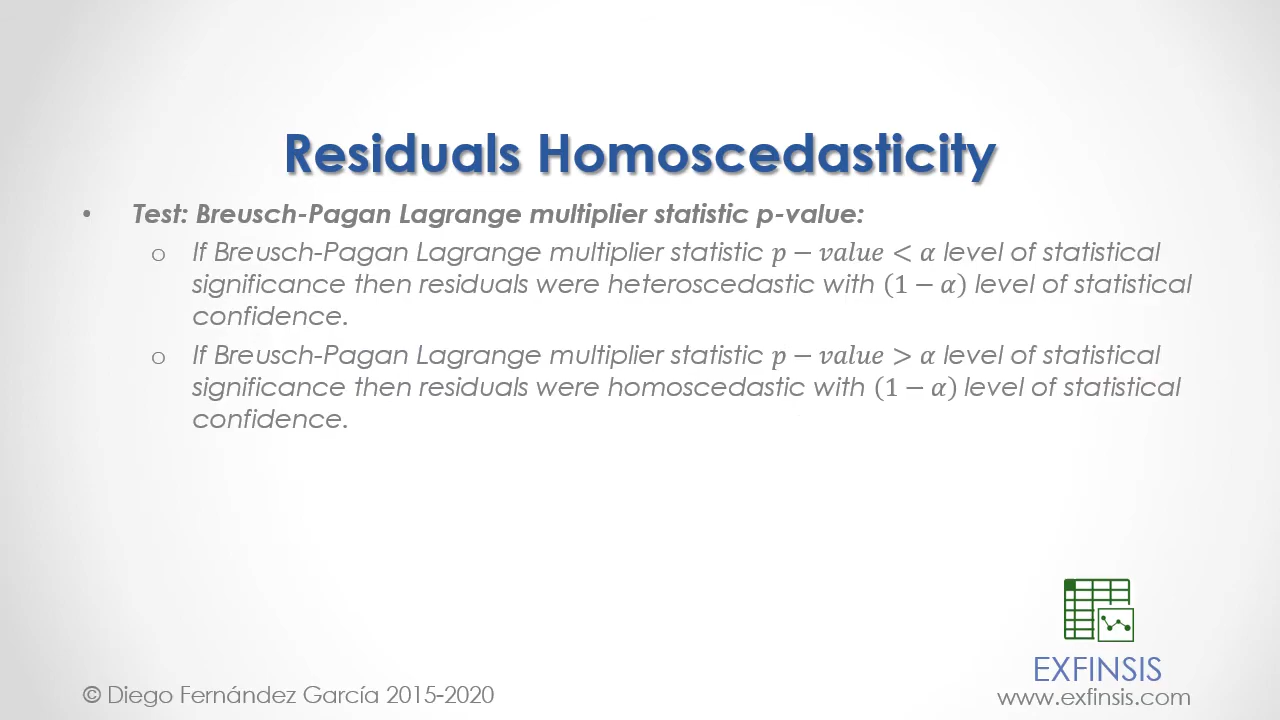 Residuals Homoscedasticity
• Test: Breusch-Pagan Lagrange multiplier statistic p-value:
o If Breusch-Pagan Lagrange multiplier statistic p − value < α level of statistical
significance then residuals were heteroscedastic with (1 − α) level of statistical
confidence.
o If Breusch-Pagan Lagrange multiplier statistic p − value > α level of statistical
significance then residuals were homoscedastic with (1 − α) level of statistical
confidence.
EXFINSIS
© Diego Fernández García 2015-2020
www.exfinsis.com